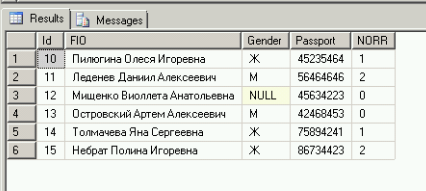 Results Messages
Id FIO Gender Passport NORR
1 10 Пилюгина Олеся Игоревна Ж 45235464 1
2 11 Леденев Даниил Алексеевич М 56464646 2
3 12 Мищенко Виоллета Анатольевна NULL 45634223 0
4 13 Островский Артем Алексеевич М 42468453 0
5 14 Толмачева Яна Сергеевна Ж 75894241 1
6 15 Небрат Полина Игоревна Ж 86734423 2